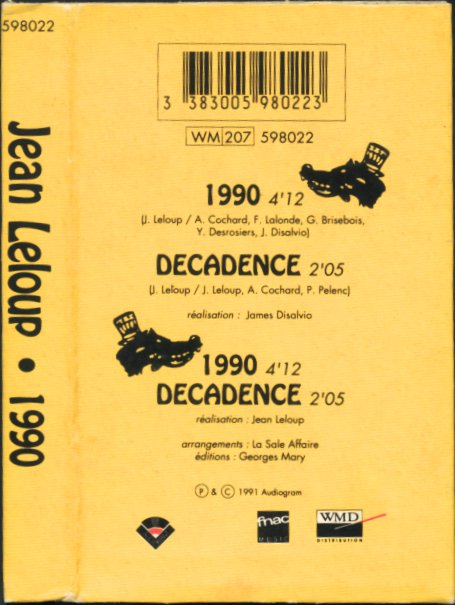 598022
Jean Leloup • 1990
3 383005 980223
WM 207 598022
1990 4'12
(J. Leloup / A. Cochard, F. Lalonde, G. Brisebois,
Y. Desrosiers, J. Disalvio)
DECADENCE 2'05
(J. Leloup / J. Leloup, A. Cochard, P. Pelenc)
réalisation : James Disalvio
1990 4'12
DECADENCE 2'05
réalisation : Jean Leloup
arrangements : La Sale Affaire
éditions : Georges Mary
Ⓟ & © 1991 Audiogram
fnac
MUSIC
WMD
DISTRIBUTION